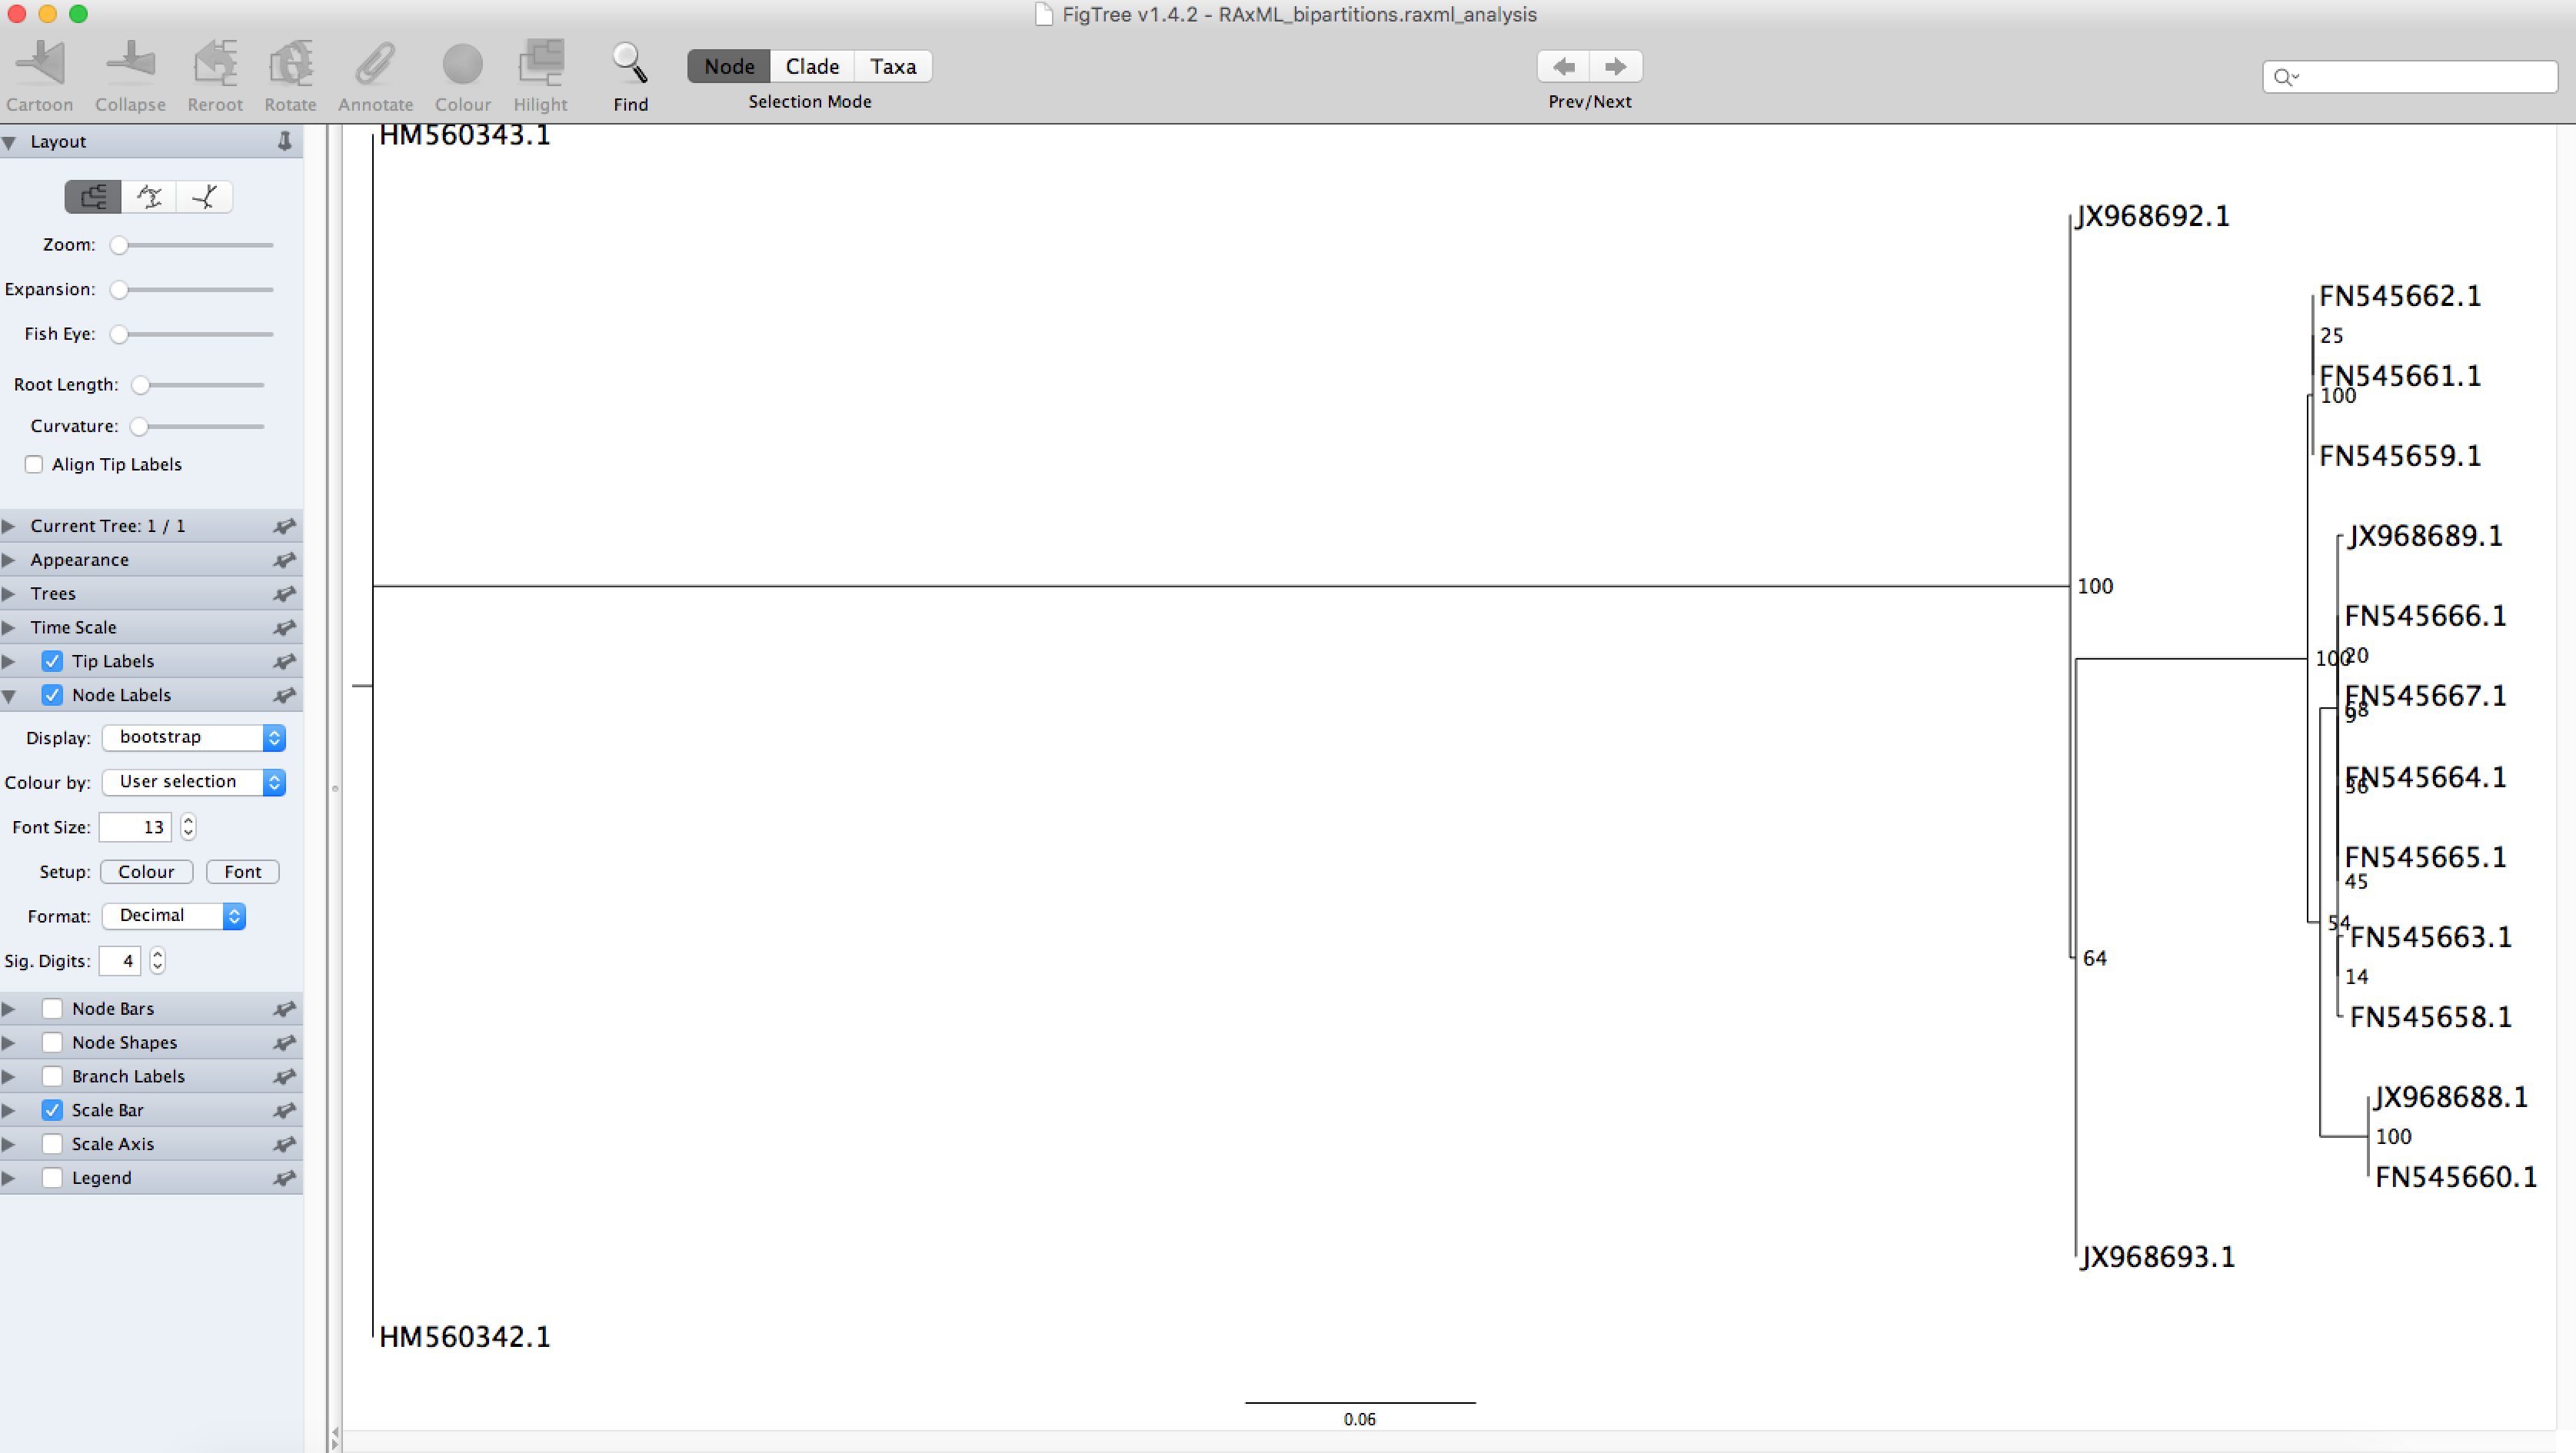 FigTree v1.4.2 - RAxML_bipartitions.raxml_analysis
Cartoon Collapse Reroot Rotate Annotate Colour Hilight Find
Node Clade Taxa
Selection Mode
Prev/Next
Layout
Zoom:
Expansion:
Fish Eye:
Root Length:
Curvature:
Align Tip Labels
Current Tree: 1 / 1
Appearance
Trees
Time Scale
Tip Labels
Node Labels
Display: bootstrap
Colour by: User selection
Font Size: 13
Setup: Colour Font
Format: Decimal
Sig. Digits: 4
Node Bars
Node Shapes
Branch Labels
Scale Bar
Scale Axis
Legend
HM560343.1
JX968692.1
FN545662.1
25
FN545661.1
100
FN545659.1
JX968689.1
100
FN545666.1
100
20
FN545667.1
68
9
FN545664.1
36
FN545665.1
45
54
FN545663.1
64
14
FN545658.1
JX968688.1
100
FN545660.1
JX968693.1
HM560342.1
0.06